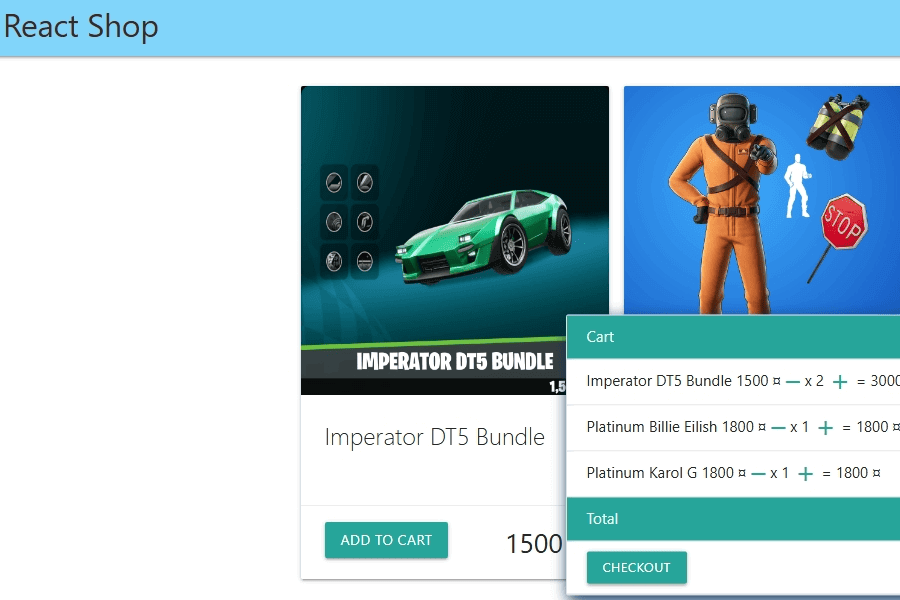 React Shop
STOP
IMPERATOR DT5 BUNDLE
1,5
Imperator DT5 Bundle
ADD TO CART
1500
Cart
Imperator DT5 Bundle 1500 ¤ x 2 = 3000
Platinum Billie Eilish 1800 ¤ x 1 = 1800 ¤
Platinum Karol G 1800 ¤ x 1 = 1800 ¤
Total
CHECKOUT